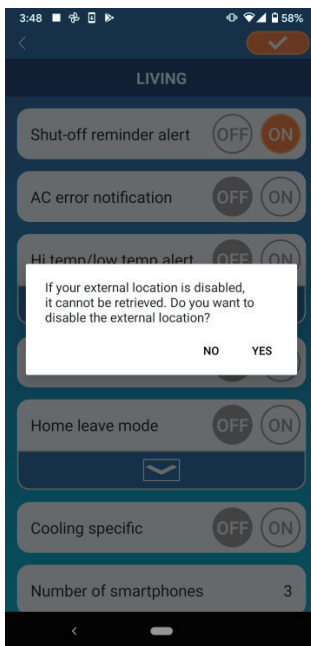 3:48 58%
LIVING
Shut-off reminder alert OFF ON
AC error notification OFF ON
Hi temp/low temp alert OFF ON
If your external location is disabled,
it cannot be retrieved. Do you want to
disable the external location?
NO YES
Home leave mode OFF ON
Cooling specific OFF ON
Number of smartphones 3